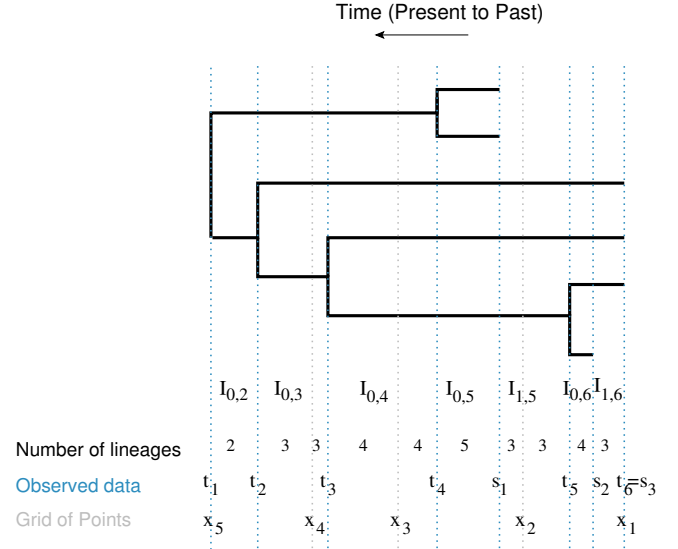 Time (Present to Past)
I0,2 I0,3 I0,4 I0,5 I1,5 I0,6 I1,6
Number of lineages 2 3 3 4 4 5 3 3 4 3
Observed data t1 t2 t3 t4 s1 t5 s2 t6=s3
Grid of Points x5 x4 x3 x2 x1